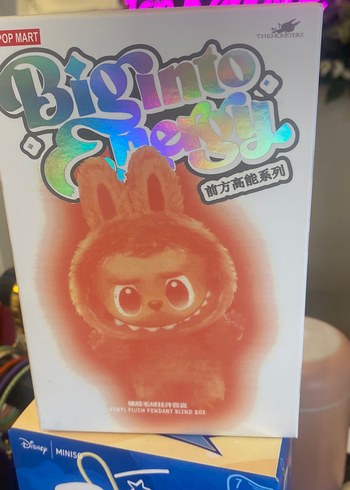 POP MART
THE MONSTERS
Big into
Energy
前方高能系列
VINYL PLUSH PENDANT BLIND BOX
Disney
MINISO
7